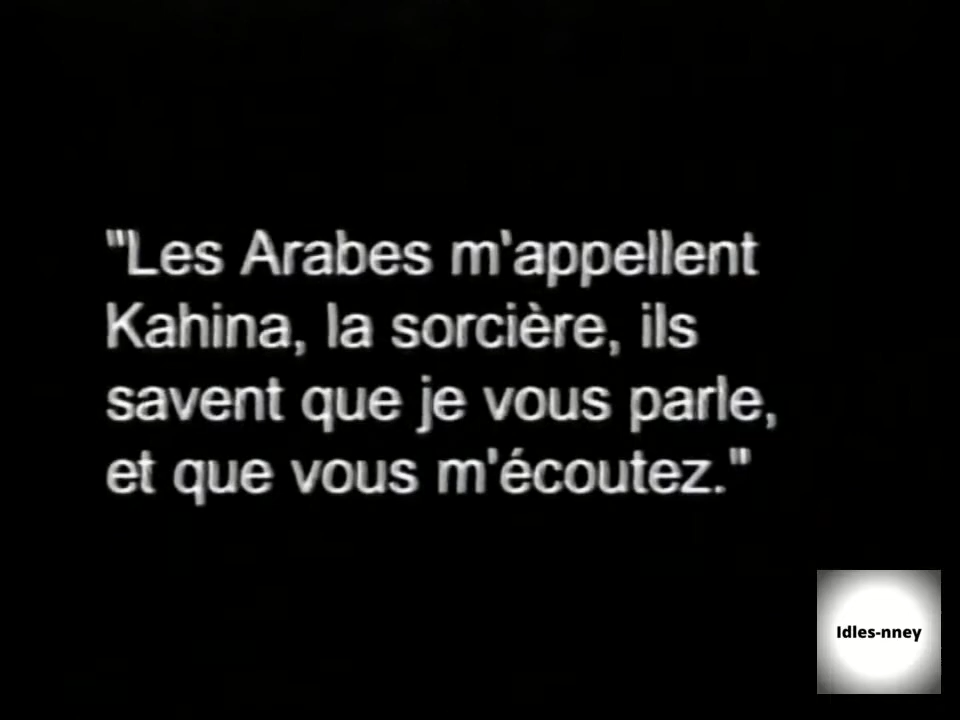 "Les Arabes m'appellent
Kahina, la sorcière, ils
savent que je vous parle,
et que vous m'écoutez."
Idles-nney